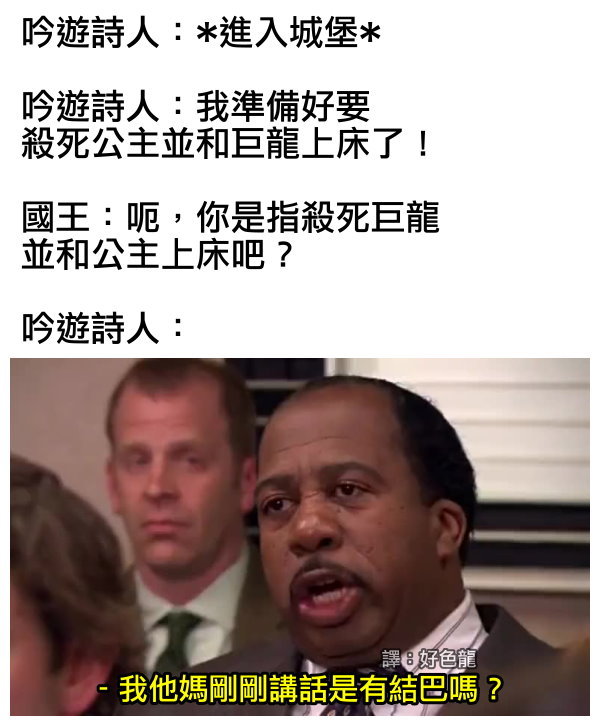 吟遊詩人：*進入城堡*
吟遊詩人：我準備好要
殺死公主並和巨龍上床了！
國王：呃，你是指殺死巨龍
並和公主上床吧？
吟遊詩人：
譯：好色龍
- 我他媽剛剛講話是有結巴嗎？